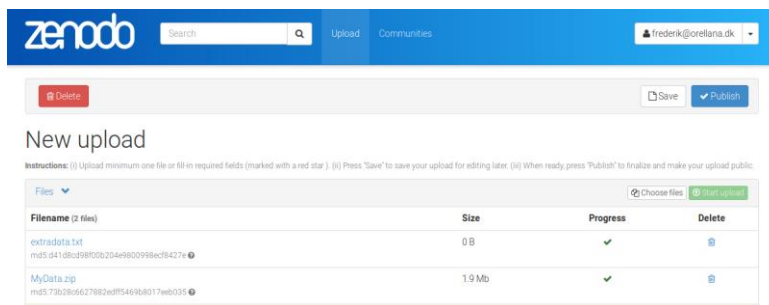 zenodo
Search
Upload
Communities
frederik@orellana.dk
Delete
Save
Publish
New upload
Instructions: (i) Upload minimum one file or fill-in required fields (marked with a red star ). (ii) Press "Save" to save your upload for editing later. (iii) When ready, press "Publish" to finalize and make your upload public.
Files
Choose files
Start upload
Filename (2 files) Size Progress Delete
extradata.txt 0 B
md5:d41d8cd98f00b204e9800998ecf8427e
MyData.zip 1.9 Mb
md5:73b28c6627882edff5469b8017eeb035